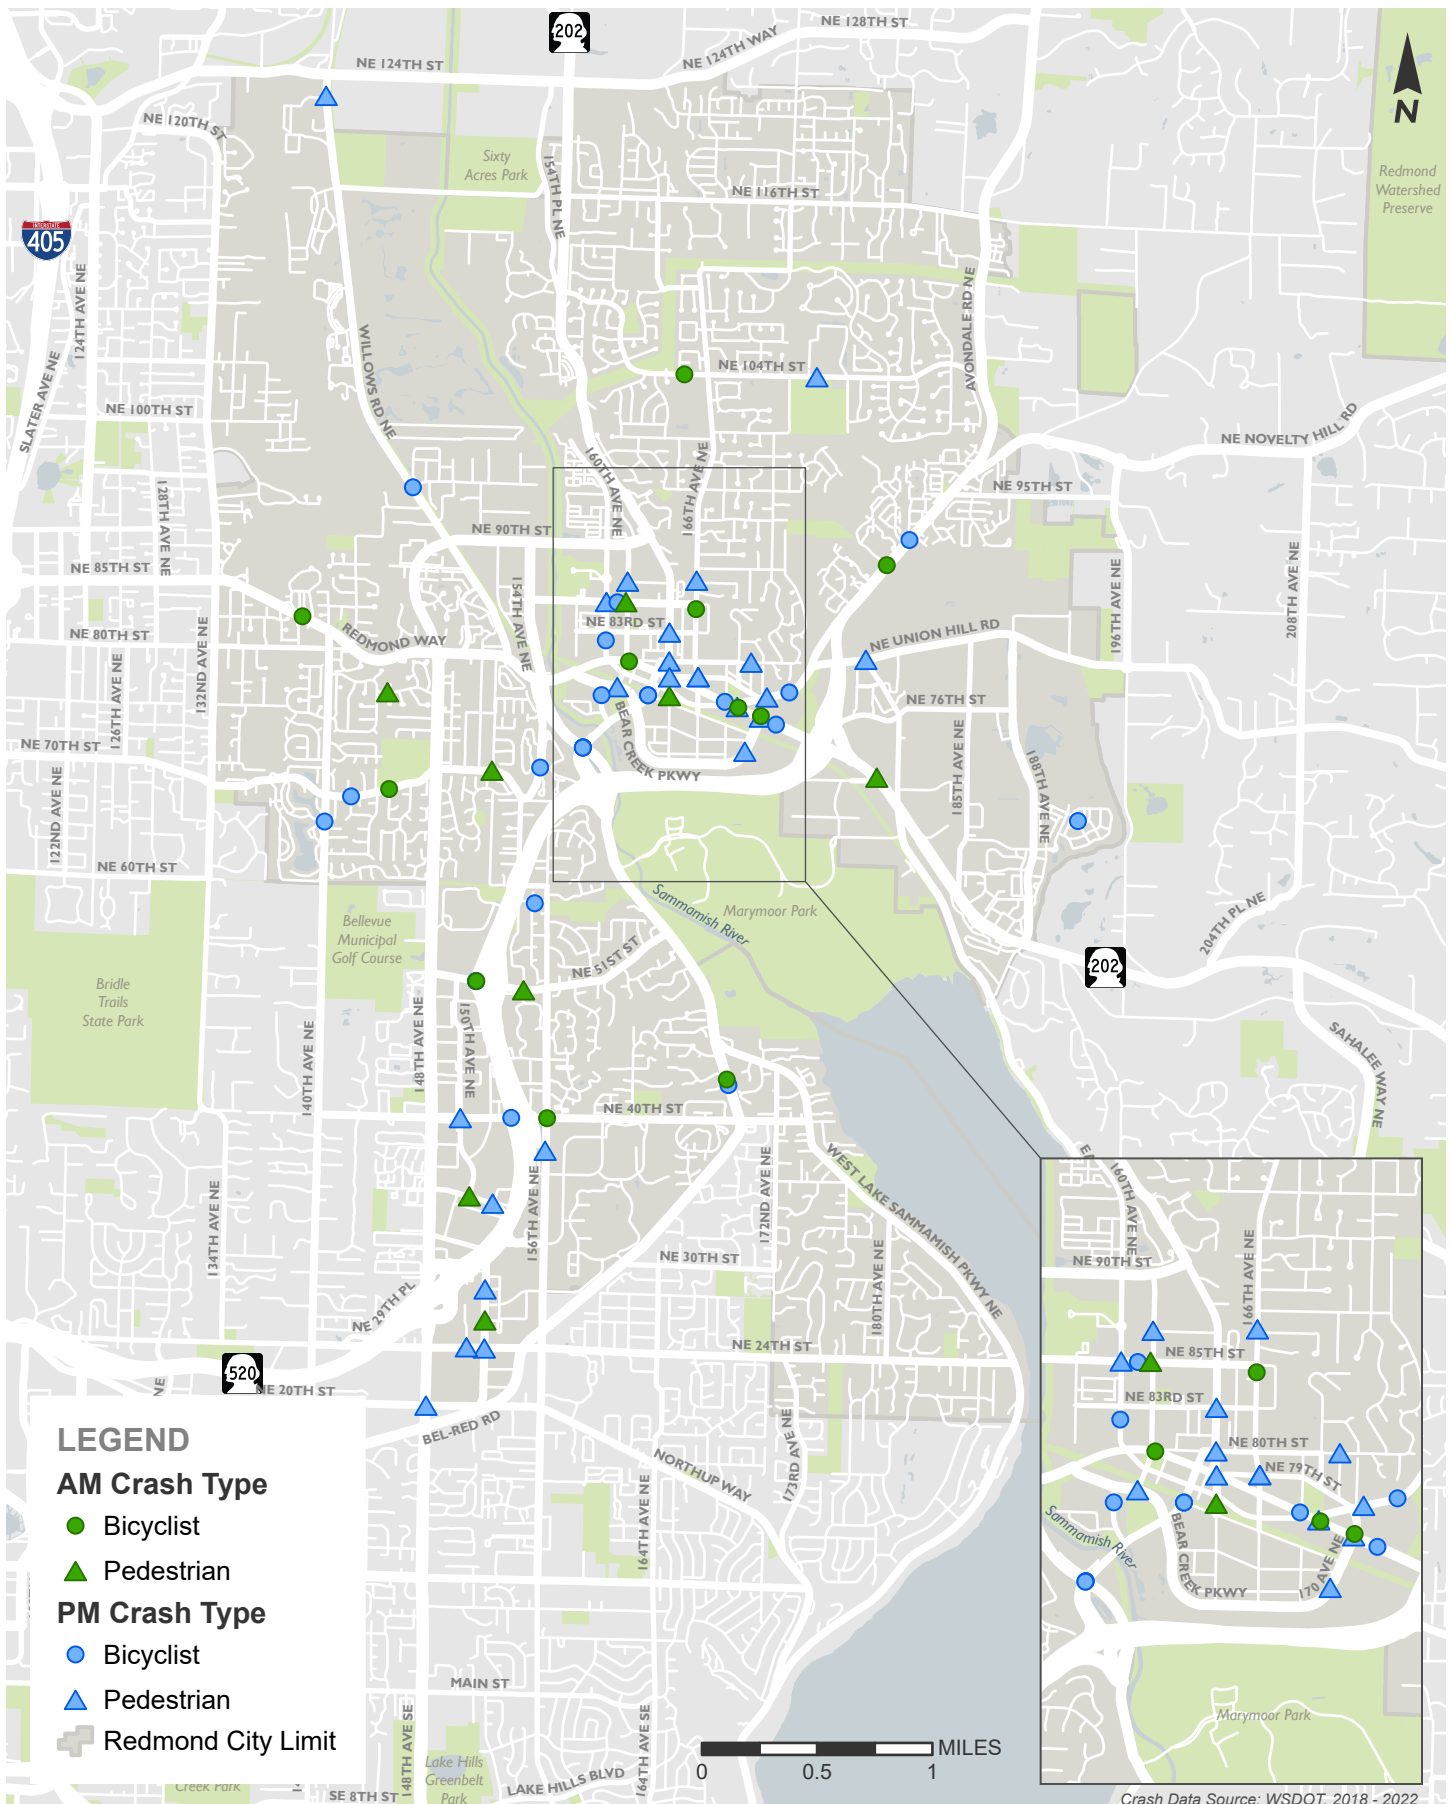 202
NE 128TH ST
NE 124TH WAY
NE 124TH ST
N
NE 120TH ST
Sixty
Acres Park
154TH PL NE
NE 116TH ST
Redmond
Watershed
Preserve
INTERSTATE
405
124TH AVE NE
AVONDALE RD NE
WILLOWS RD NE
SLATER AVE NE
NE 104TH ST
NE 100TH ST
NE NOVELTY HILL RD
160TH AVE NE
166TH AVE NE
128TH AVE NE
NE 95TH ST
NE 90TH ST
NE 85TH ST
154TH AVE NE
196TH AVE NE
208TH AVE NE
NE 83RD ST
NE 80TH ST
132ND AVE NE
REDMOND WAY
NE UNION HILL RD
126TH AVE NE
NE 76TH ST
BEAR CREEK PKWY
NE 70TH ST
185TH AVE NE
188TH AVE NE
122ND AVE NE
NE 60TH ST
Sammamish River
Marymoor Park
Bellevue
Municipal
Golf Course
204TH PL NE
NE 51ST ST
202
Bridle
Trails
State Park
148TH AVE NE
150TH AVE NE
140TH AVE NE
SAHALEE WAY NE
NE 40TH ST
WEST LAKE SAMMAMISH PKWY NE
172ND AVE NE
156TH AVE NE
134TH AVE NE
NE 30TH ST
180TH AVE NE
NE 29TH PL
NE 24TH ST
520
NE 20TH ST
NE
BEL-RED RD
173RD AVE NE
NORTHUP WAY
164TH AVE NE
EA
160TH AVE NE
NE 90TH ST
166TH AVE NE
NE 85TH ST
NE 83RD ST
NE 80TH ST
NE 79TH ST
Sammamish River
BEAR CREEK PKWY
170 AVE NE
Marymoor Park
LEGEND
AM Crash Type
Bicyclist
Pedestrian
PM Crash Type
Bicyclist
Pedestrian
Redmond City Limit
MAIN ST
148TH AVE SE
164TH AVE SE
Lake Hills
Greenbelt
Park
Creek Park
SE 8TH ST
LAKE HILLS BLVD
MILES
0
0.5
1
Crash Data Source: WSDOT, 2018 - 2022